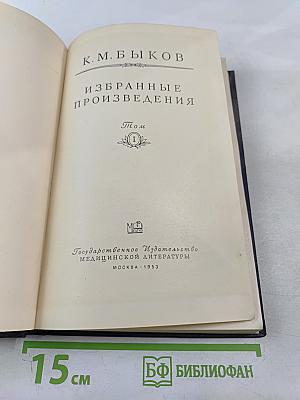 К. М. БЫКОВ
ИЗБРАННЫЕ
ПРОИЗВЕДЕНИЯ
Том
I
Государственное Издательство
МЕДИЦИНСКОЙ ЛИТЕРАТУРЫ
МОСКВА · 1953
15 см
БФ БИБЛИОФАН